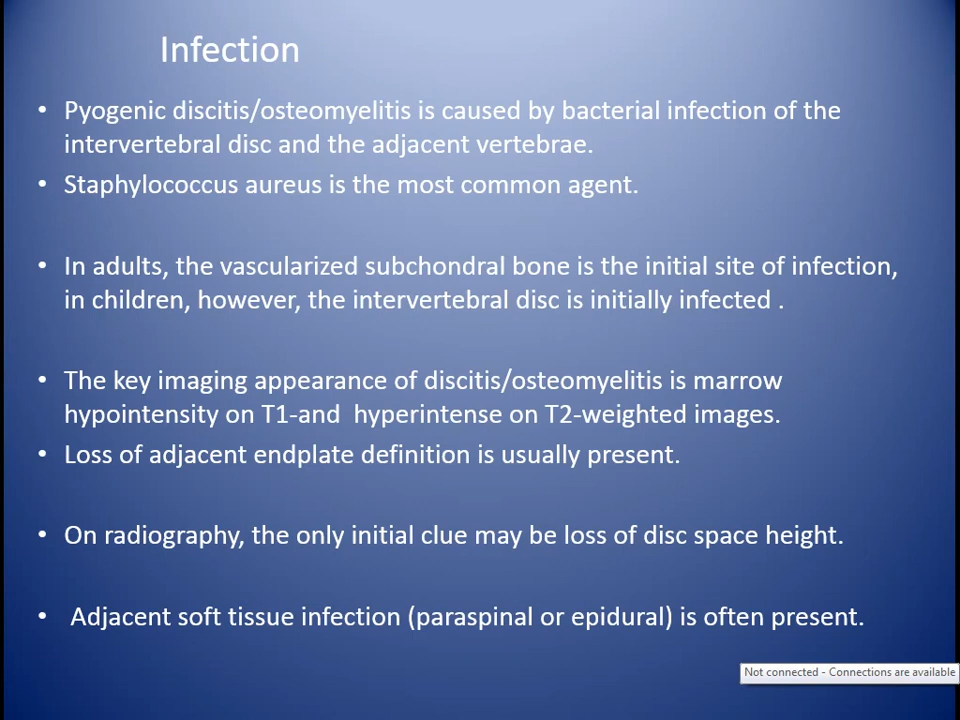 Infection
• Pyogenic discitis/osteomyelitis is caused by bacterial infection of the
intervertebral disc and the adjacent vertebrae.
• Staphylococcus aureus is the most common agent.
• In adults, the vascularized subchondral bone is the initial site of infection,
in children, however, the intervertebral disc is initially infected .
• The key imaging appearance of discitis/osteomyelitis is marrow
hypointensity on T1-and  hyperintense on T2-weighted images.
• Loss of adjacent endplate definition is usually present.
• On radiography, the only initial clue may be loss of disc space height.
• Adjacent soft tissue infection (paraspinal or epidural) is often present.
Not connected - Connections are available